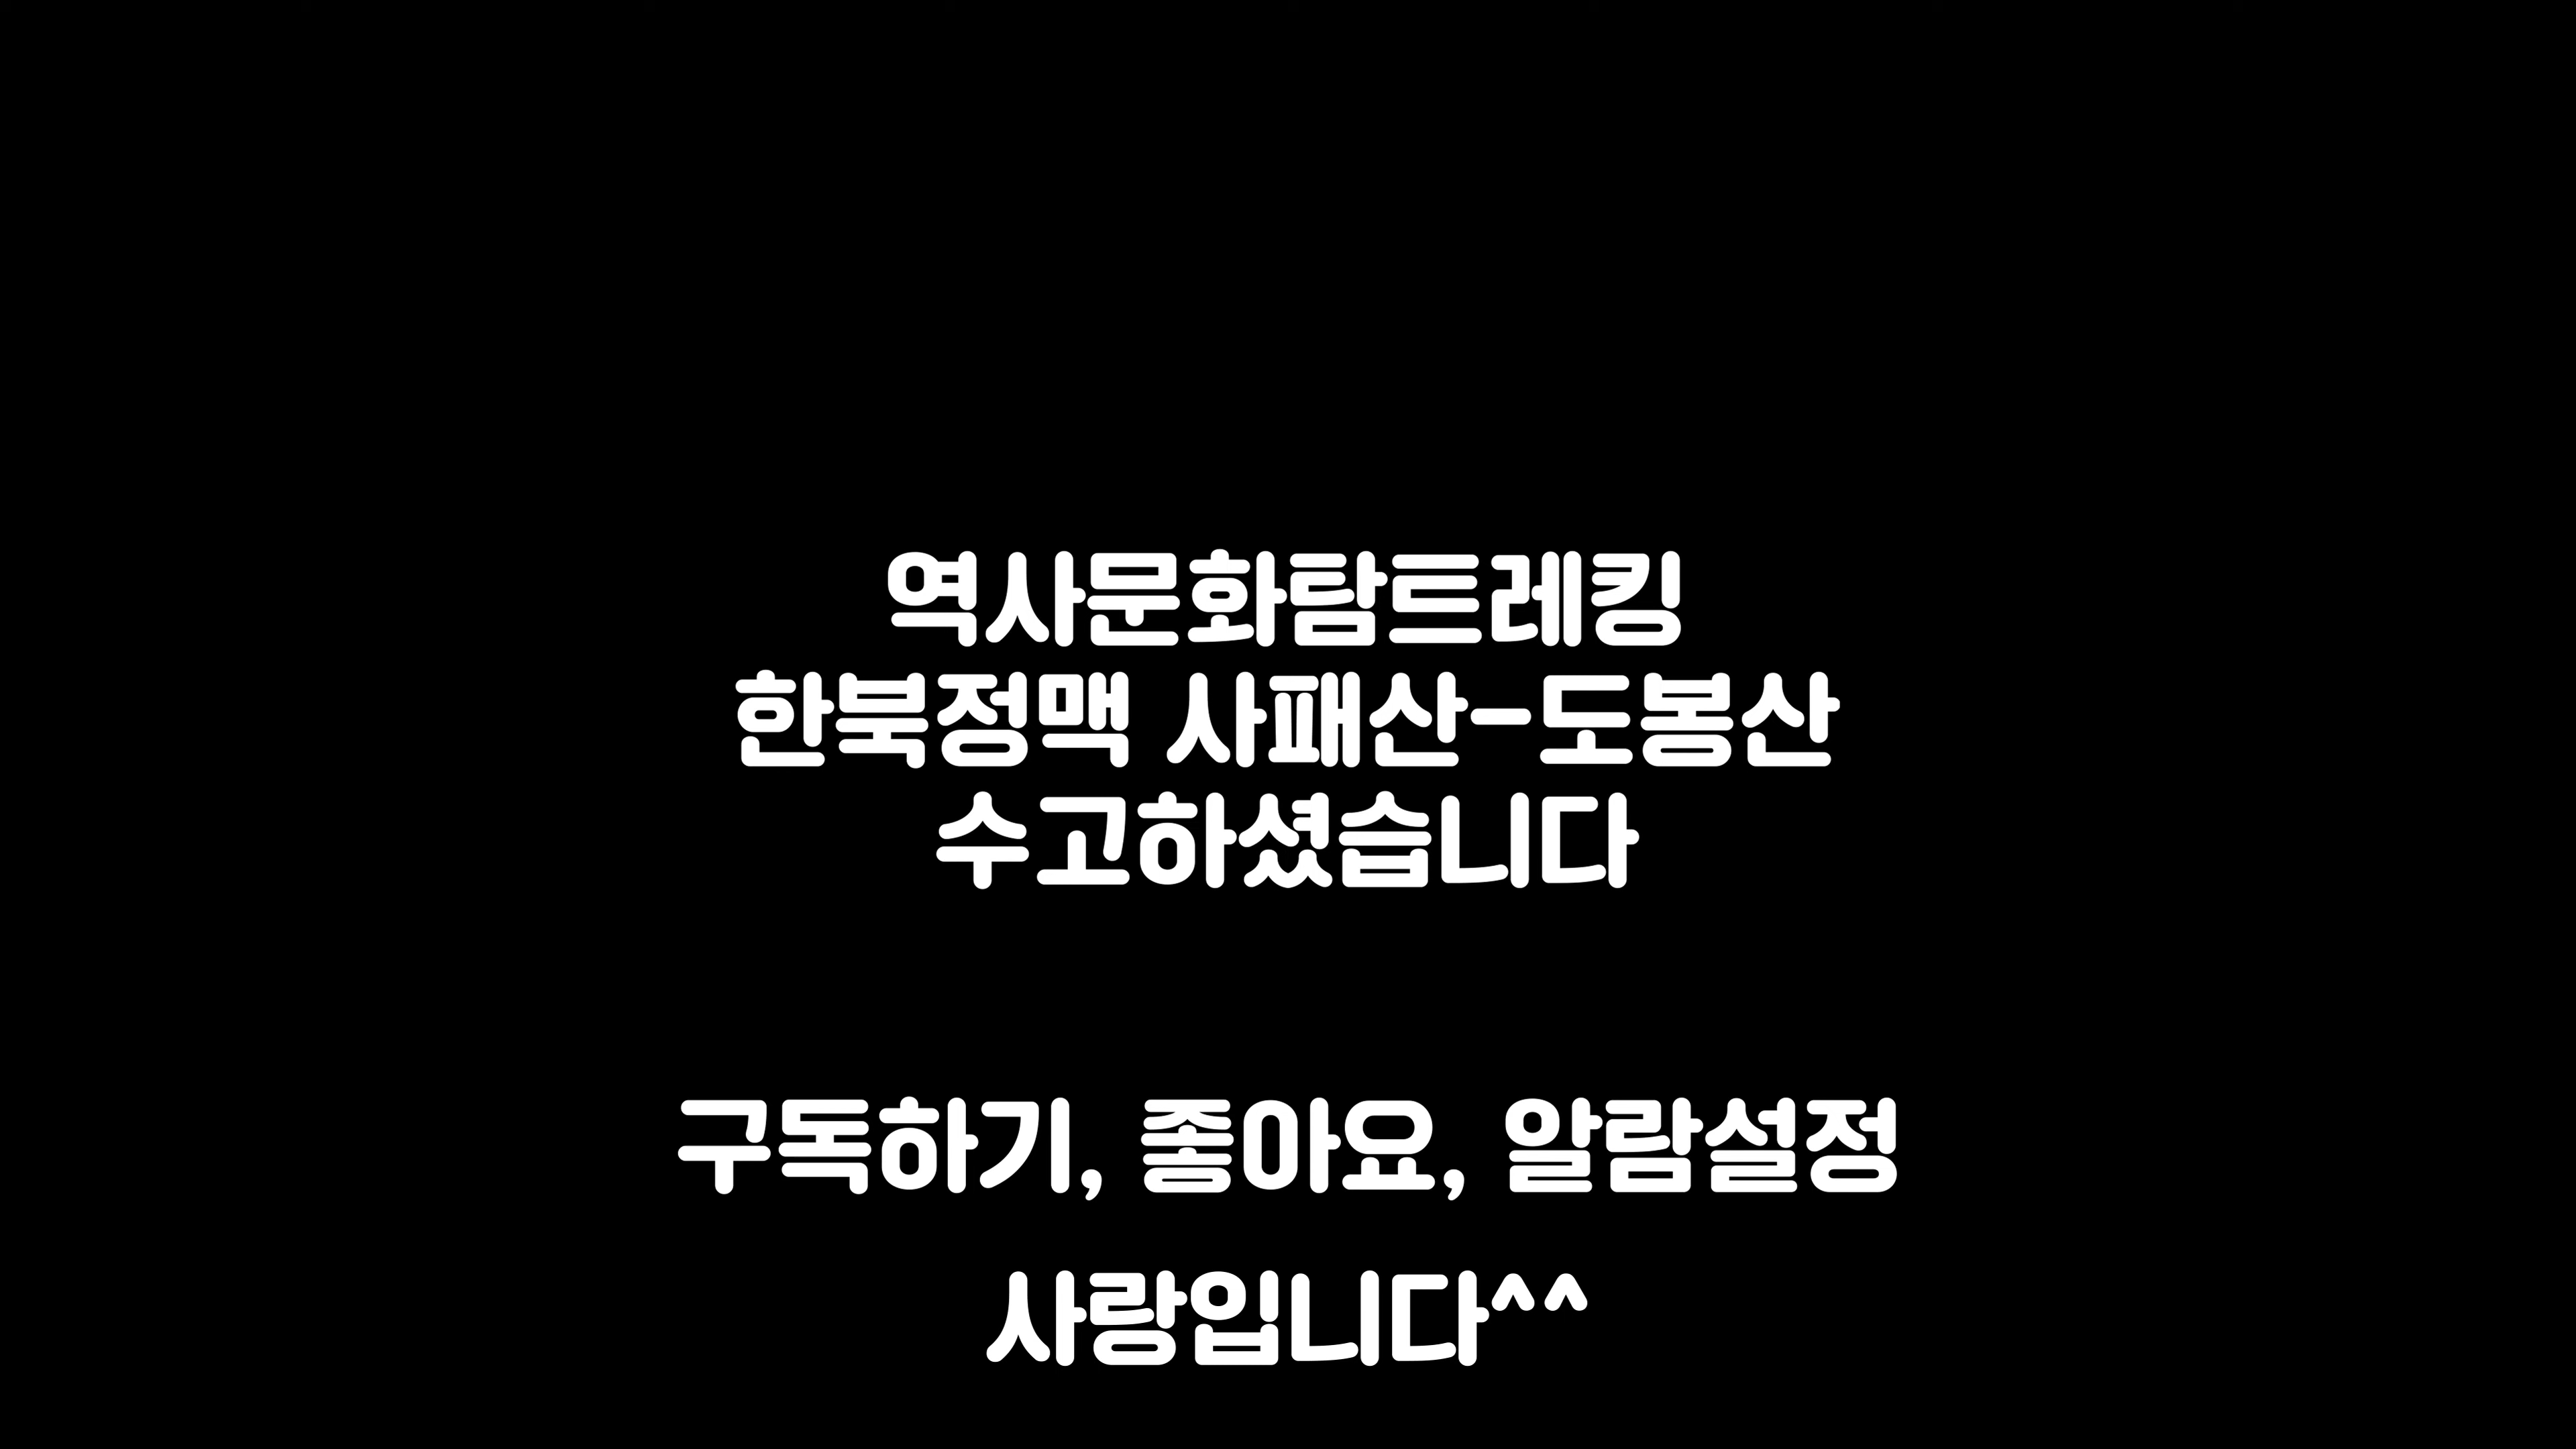 역사문화탐트레킹
한북정맥 사패산-도봉산
수고하셨습니다
구독하기, 좋아요, 알람설정
사랑입니다^^